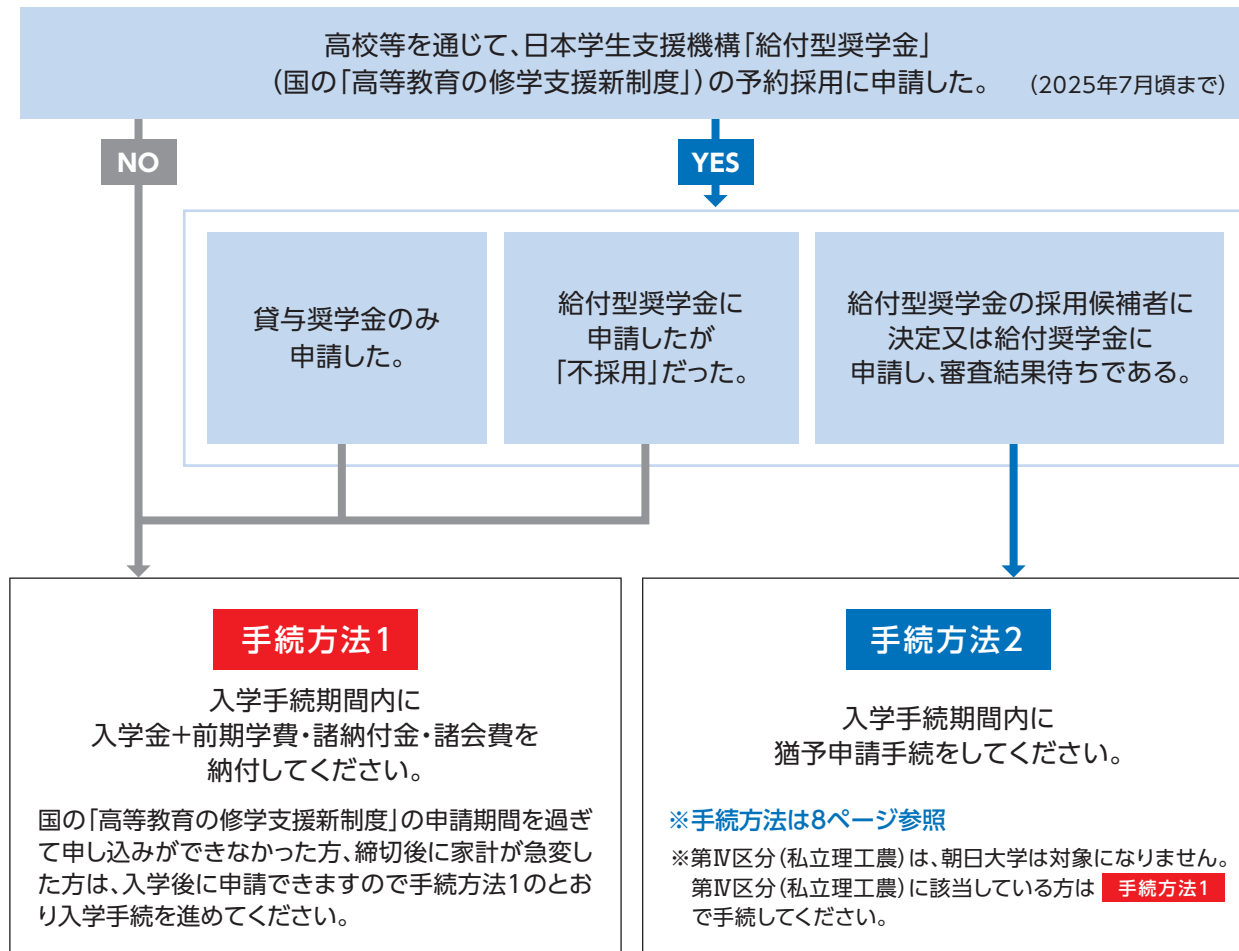 高校等を通じて、日本学生支援機構「給付型奨学金」
（国の「高等教育の修学支援新制度」）の予約採用に申請した。 （2025年7月頃まで）
NO
YES
貸与奨学金のみ
申請した。
給付型奨学金に
申請したが
「不採用」だった。
給付型奨学金の採用候補者に
決定又は給付奨学金に
申請し、審査結果待ちである。
手続方法1
入学手続期間内に
入学金+前期学費・諸納付金・諸会費を
納付してください。
国の「高等教育の修学支援新制度」の申請期間を過ぎ
て申し込みができなかった方、締切後に家計が急変し
た方は、入学後に申請できますので手続方法1のとお
り入学手続を進めてください。
手続方法2
入学手続期間内に
猶予申請手続をしてください。
※手続方法は8ページ参照
※第Ⅳ区分（私立理工農）は、朝日大学は対象になりません。
第Ⅳ区分（私立理工農）に該当している方は 手続方法1
で手続してください。